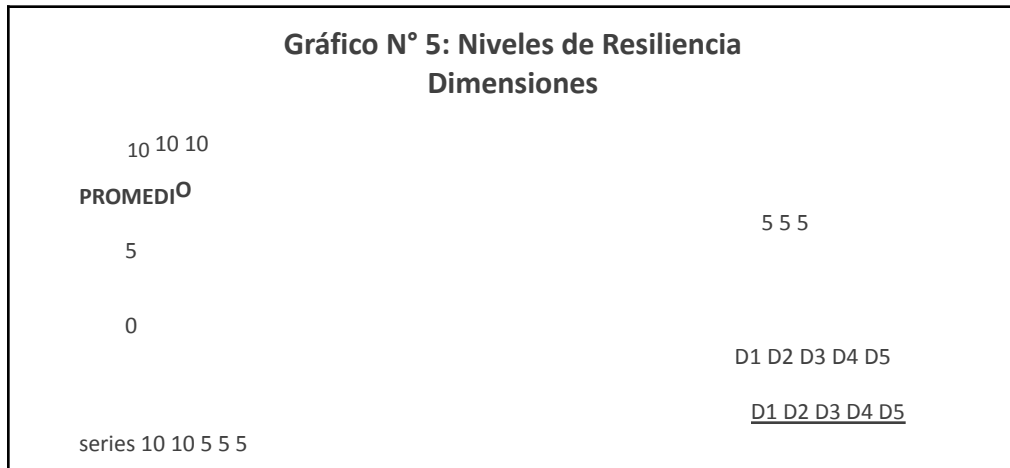 Gráfico N° 5: Niveles de Resiliencia
Dimensiones
10 10 10
PROMEDIO
5 5 5
5
0
D1 D2 D3 D4 D5
D1 D2 D3 D4 D5
series 10 10 5 5 5